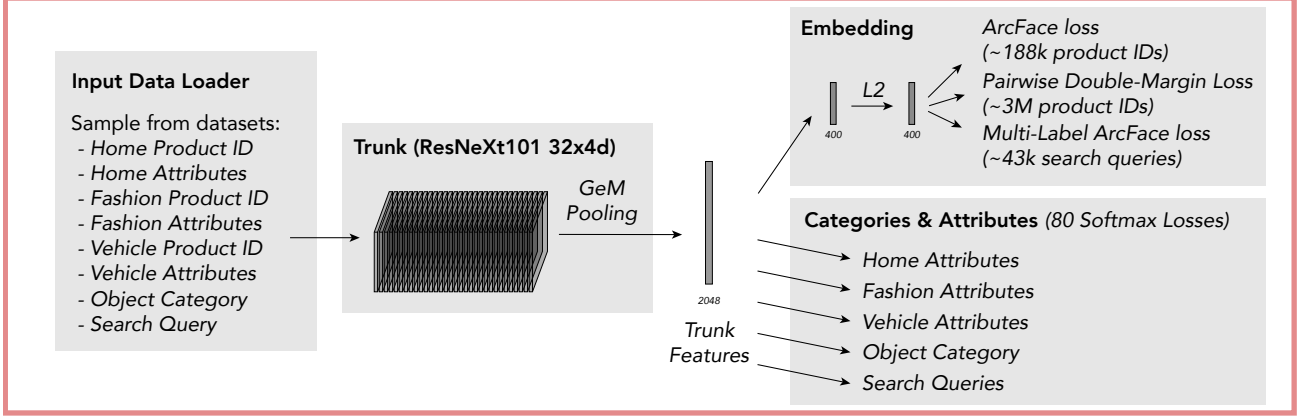 Input Data Loader
Sample from datasets:
- Home Product ID
- Home Attributes
- Fashion Product ID
- Fashion Attributes
- Vehicle Product ID
- Vehicle Attributes
- Object Category
- Search Query
Trunk (ResNeXt101 32x4d)
GeM
Pooling
2048
Trunk
Features
Embedding
400
L2
400
ArcFace loss
(~188k product IDs)
Pairwise Double-Margin Loss
(~3M product IDs)
Multi-Label ArcFace loss
(~43k search queries)
Categories & Attributes (80 Softmax Losses)
Home Attributes
Fashion Attributes
Vehicle Attributes
Object Category
Search Queries